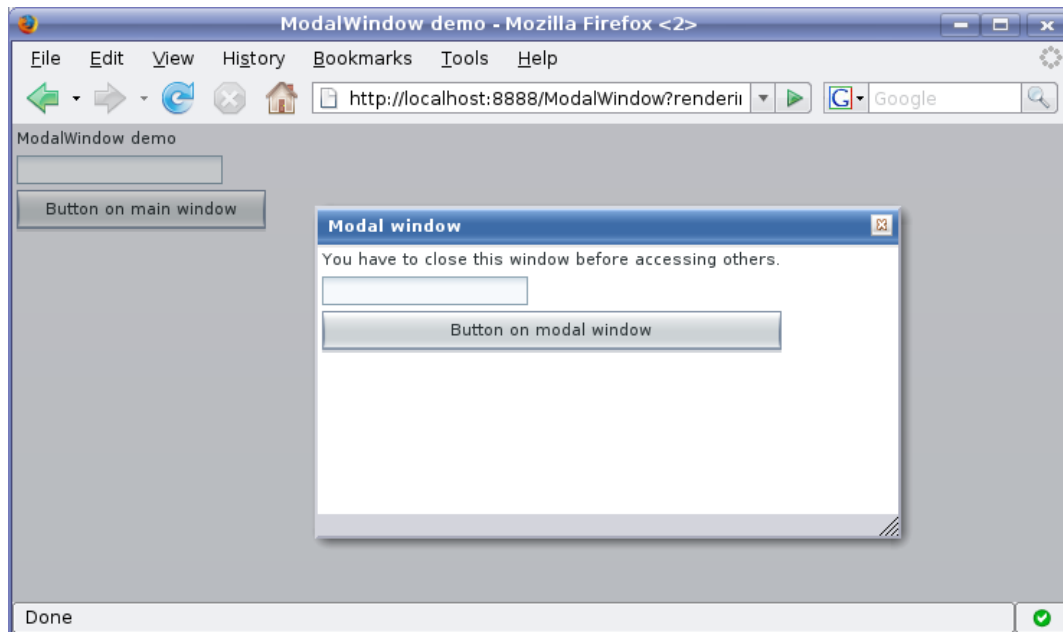 ModalWindow demo - Mozilla Firefox <2>
File Edit View History Bookmarks Tools Help
http://localhost:8888/ModalWindow?renderin
G Google
ModalWindow demo
Button on main window
Modal window
You have to close this window before accessing others.
Button on modal window
Done